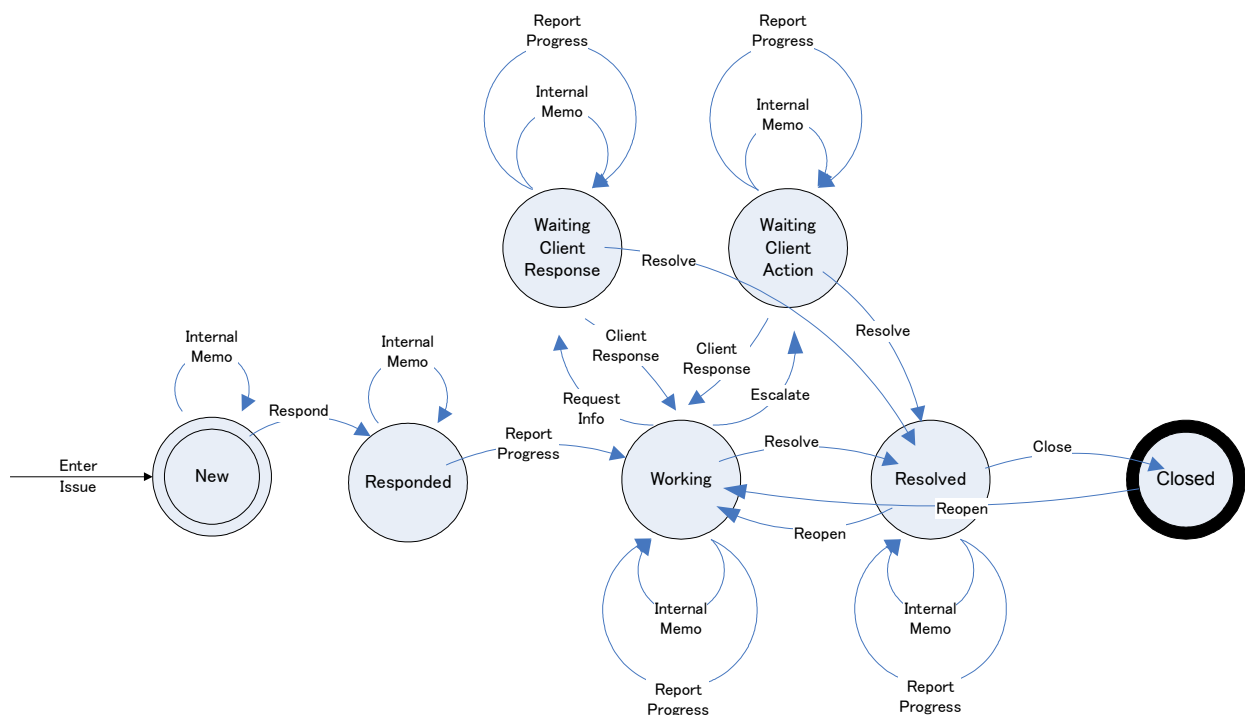 Report
Progress
Report
Progress
Internal
Memo
Internal
Memo
Waiting
Client
Response
Waiting
Client
Action
Resolve
Resolve
Internal
Memo
Internal
Memo
Client
Response
Client
Response
Request
Info
Escalate
Respond
Report
Progress
Resolve
Close
Enter
Issue
New
Responded
Working
Resolved
Closed
Reopen
Reopen
Internal
Memo
Internal
Memo
Report
Progress
Report
Progress